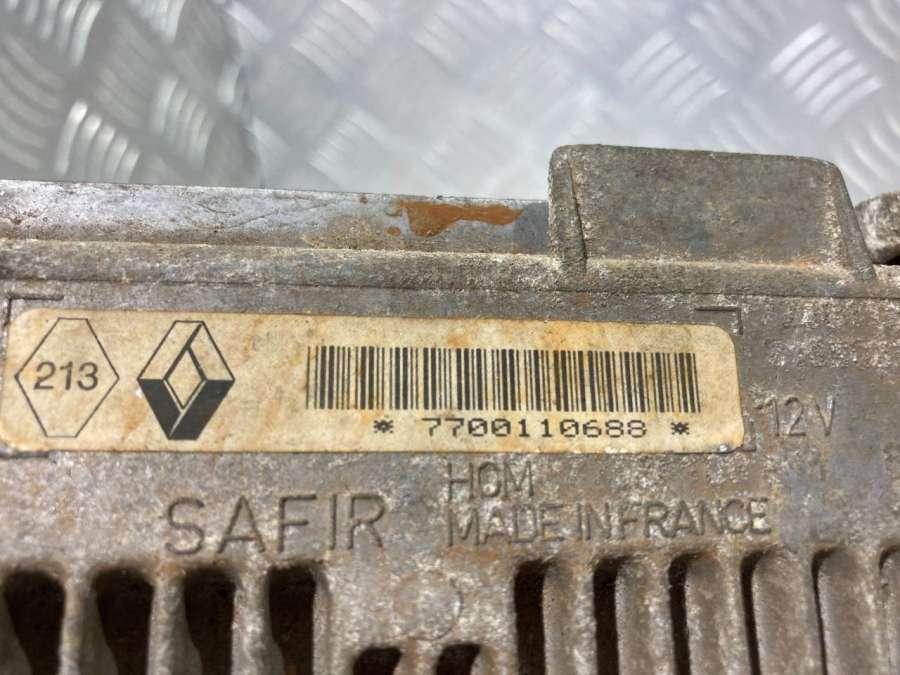 213
* 7700110688 *
12V
SAFIR
HOM
MADE IN FRANCE